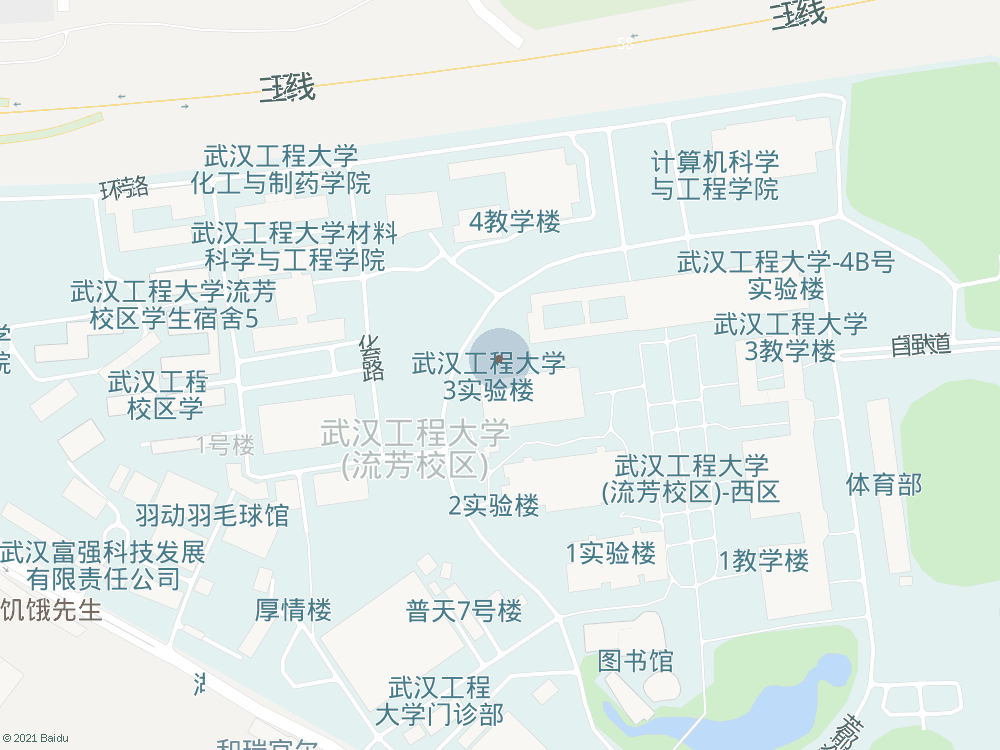 三环线
三环线
S8
武汉工程大学
化工与制药学院
计算机科学
与工程学院
4教学楼
武汉工程大学材料
科学与工程学院
武汉工程大学-4B号
实验楼
武汉工程大学流芳
校区学生宿舍5
武汉工程大学
3教学楼
学
院
化育路
自强大道
武汉工程大学
3实验楼
武汉工程
校区学
1号楼
武汉工程大学
(流芳校区)
武汉工程大学
(流芳校区)-西区
体育部
2实验楼
羽动羽毛球馆
武汉富强科技发展
有限责任公司
1实验楼
1教学楼
饥饿先生
厚情楼
普天7号楼
图书馆
武汉工程
大学门诊部
© 2021 Baidu